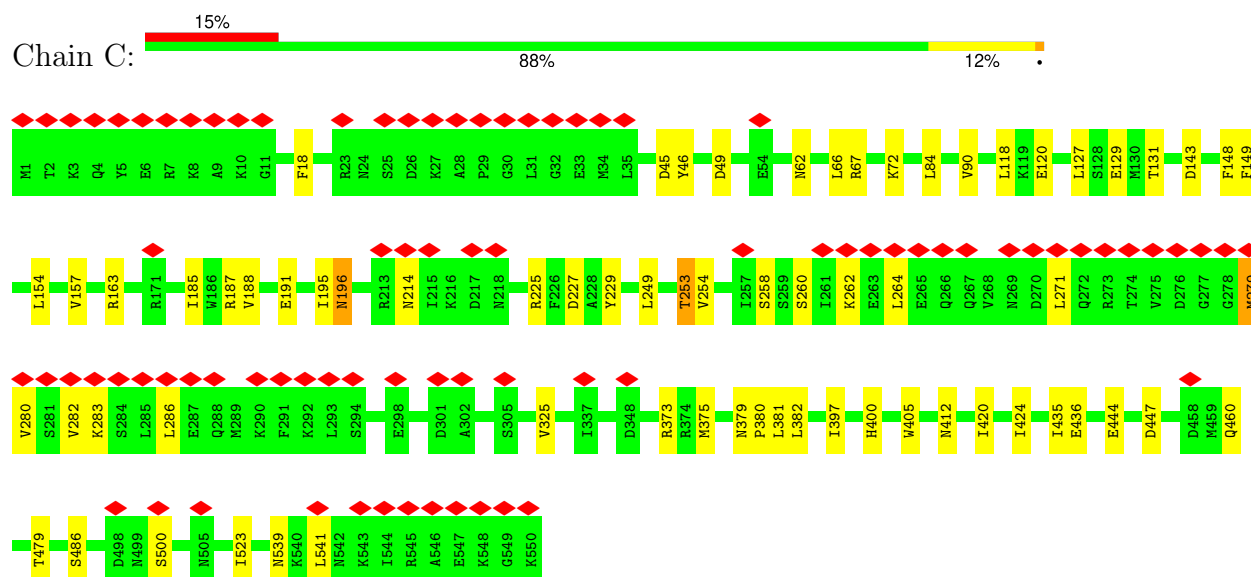 15%
Chain C:
88% 12% •
M1 T2 K3 Q4 Y5 E6 R7 K8 A9 K10 G11 F18 R23 N24 S25 D26 K27 A28 P29 G30 L31 G32 E33 M34 L35 D45 Y46 D49 E54 N62 L66 R67 K72 L84 V90 L118 K119 E120 L127 S128 E129 M130 T131 D143 F148 F149
L154 V157 R163 R171 I185 W186 R187 V188 E191 I195 N196 R213 N214 I215 K216 D217 N218 R225 F226 D227 A228 Y229 L249 T253 V254 I257 S258 S259 S260 I261 K262 E263 L264 E265 Q266 Q267 V268 N269 D270 L271 Q272 R273 T274 V275 D276 G277 G278
V280 S281 V282 K283 S284 L285 L286 E287 Q288 M289 K290 F291 K292 L293 S294 E298 D301 A302 S305 V325 I337 D348 R373 R374 M375 N379 P380 L381 L382 I397 H400 W405 N412 I420 I424 I435 E436 E444 D447 D458 M459 Q460
T479 S486 D498 N499 S500 N505 I523 N539 K540 L541 N542 K543 I544 R545 A546 E547 K548 G549 K550